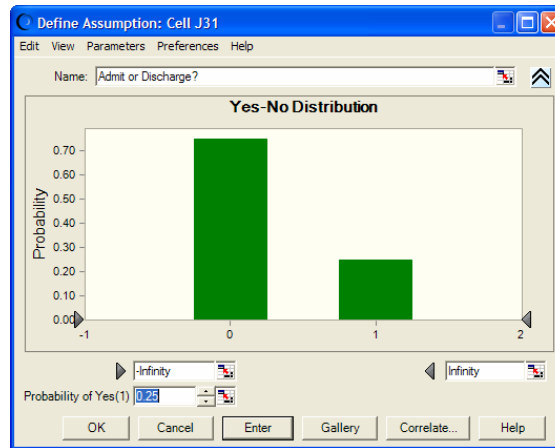 Define Assumption: Cell J31
Edit View Parameters Preferences Help
Name: Admit or Discharge?
Yes-No Distribution
Probability
0.70
0.60
0.50
0.40
0.30
0.20
0.10
0.00
-1 0 1 2
-Infinity Infinity
Probability of Yes(1) 0.25
OK Cancel Enter Gallery Correlate... Help